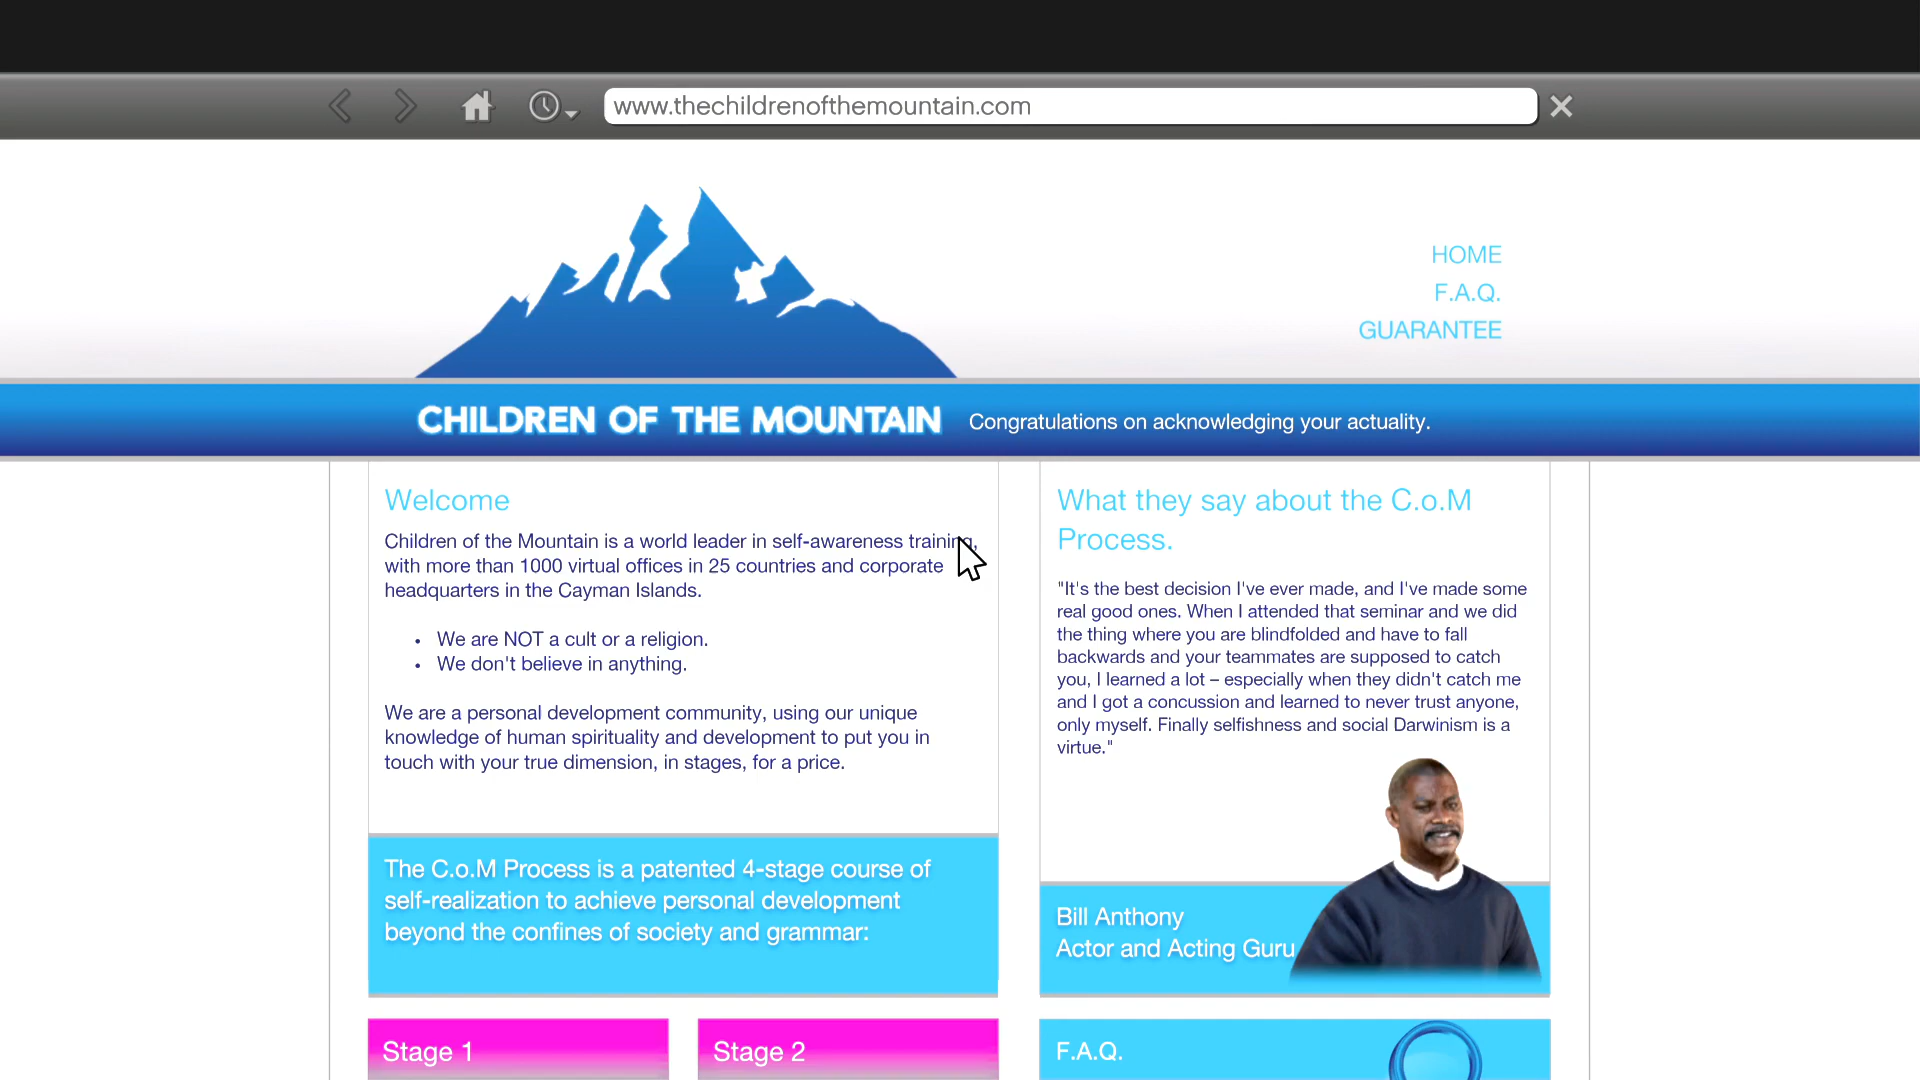 www.thechildrenofthemountain.com
HOME
F.A.Q.
GUARANTEE
CHILDREN OF THE MOUNTAIN
Congratulations on acknowledging your actuality.
Welcome
Children of the Mountain is a world leader in self-awareness training,
with more than 1000 virtual offices in 25 countries and corporate
headquarters in the Cayman Islands.
• We are NOT a cult or a religion.
• We don't believe in anything.
We are a personal development community, using our unique
knowledge of human spirituality and development to put you in
touch with your true dimension, in stages, for a price.
The C.o.M Process is a patented 4-stage course of
self-realization to achieve personal development
beyond the confines of society and grammar:
Stage 1
Stage 2
What they say about the C.o.M
Process.
"It's the best decision I've ever made, and I've made some
real good ones. When I attended that seminar and we did
the thing where you are blindfolded and have to fall
backwards and your teammates are supposed to catch
you, I learned a lot – especially when they didn't catch me
and I got a concussion and learned to never trust anyone,
only myself. Finally selfishness and social Darwinism is a
virtue."
Bill Anthony
Actor and Acting Guru
F.A.Q.